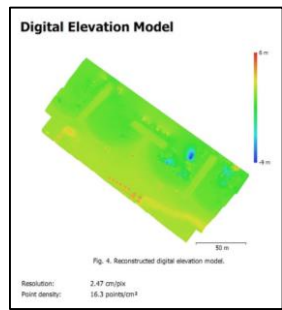 Digital Elevation Model
6 m
-9 m
50 m
Fig. 4. Reconstructed digital elevation model.
Resolution: 2.47 cm/pix
Point density: 16.3 points/cm²